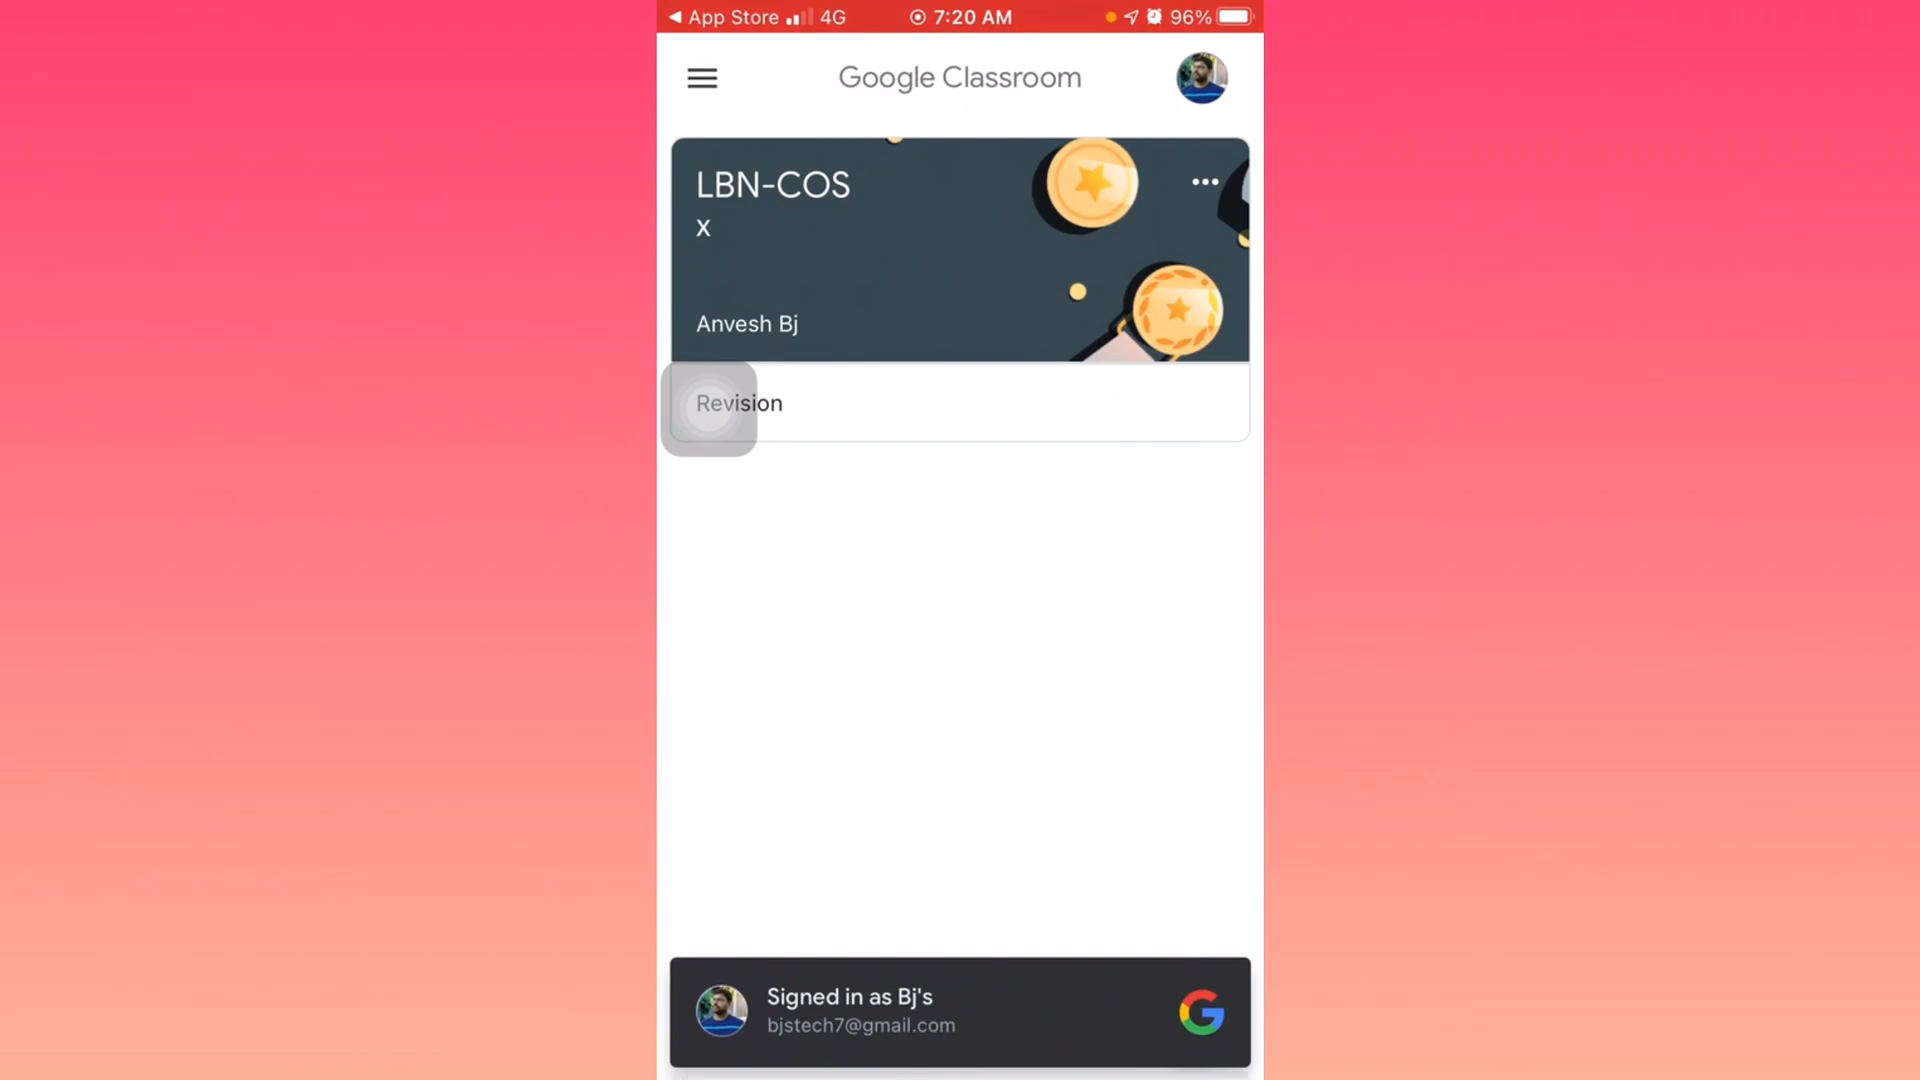 App Store 4G 7:20 AM 96%
Google Classroom
LBN-COS
X
Anvesh Bj
Revision
Signed in as Bj's
bjstech7@gmail.com